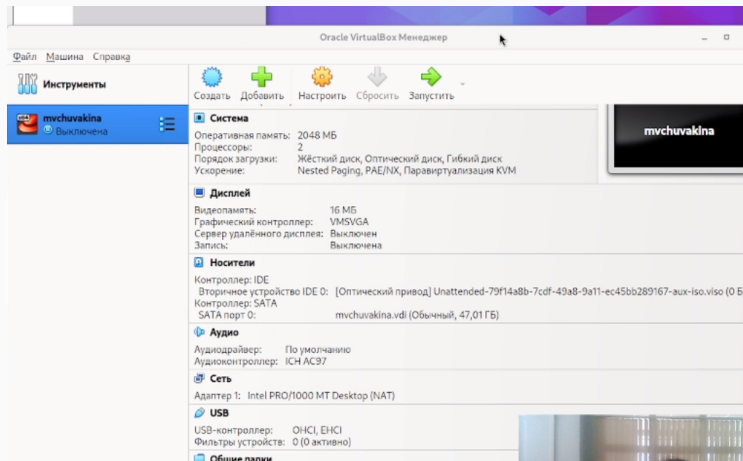 Oracle VirtualBox Менеджер
Файл Машина Справка
Инструменты
Создать Добавить Настроить Сбросить Запустить
mvchuvakina
Выключена
Система
Оперативная память: 2048 МБ
Процессоры: 2
Порядок загрузки: Жёсткий диск, Оптический диск, Гибкий диск
Ускорение: Nested Paging, PAE/NX, Паравиртуализация KVM
mvchuvakina
Дисплей
Видеопамять: 16 МБ
Графический контроллер: VMSVGA
Сервер удалённого дисплея: Выключен
Запись: Выключена
Носители
Контроллер: IDE
Вторичное устройство IDE 0: [Оптический привод] Unattended-79f14a8b-7cdf-49a8-9a11-ec45bb289167-aux-iso.viso (0 Б
Контроллер: SATA
SATA порт 0: mvchuvakina.vdi (Обычный, 47,01 ГБ)
Аудио
Аудиодрайвер: По умолчанию
Аудиоконтроллер: ICH AC97
Сеть
Адаптер 1: Intel PRO/1000 MT Desktop (NAT)
USB
USB-контроллер: OHCI, EHCI
Фильтры устройств: 0 (0 активно)
Общие папки